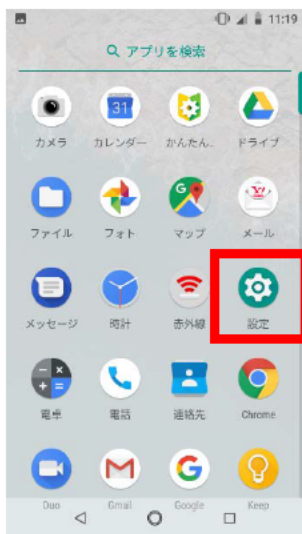 11:19
アプリを検索
31
カメラ
カレンダー
かんたん..
ドライブ
ファイル
フォト
マップ
メール
メッセージ
時計
赤外線
設定
電卓
電話
連絡先
Chrome
Duo
Gmail
Google
Keep